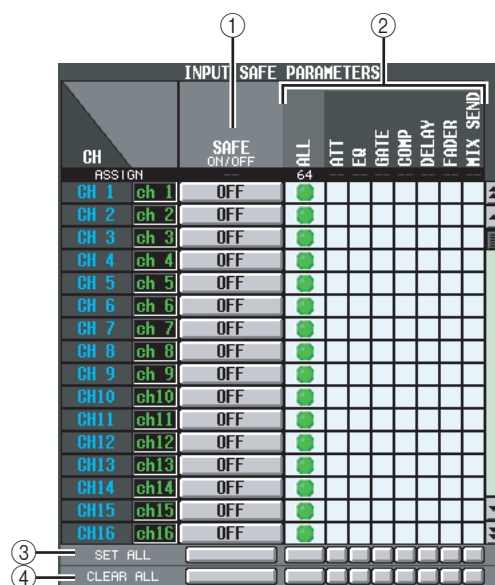 ① ②
INPUT SAFE PARAMETERS
CH SAFE ON/OFF ALL ATT EQ GATE COMP DELAY FADER MIX SEND
ASSIGN -- 64 -- -- -- -- -- -- --
CH 1 ch 1 OFF
CH 2 ch 2 OFF
CH 3 ch 3 OFF
CH 4 ch 4 OFF
CH 5 ch 5 OFF
CH 6 ch 6 OFF
CH 7 ch 7 OFF
CH 8 ch 8 OFF
CH 9 ch 9 OFF
CH10 ch10 OFF
CH11 ch11 OFF
CH12 ch12 OFF
CH13 ch13 OFF
CH14 ch14 OFF
CH15 ch15 OFF
CH16 ch16 OFF
③ SET ALL
④ CLEAR ALL